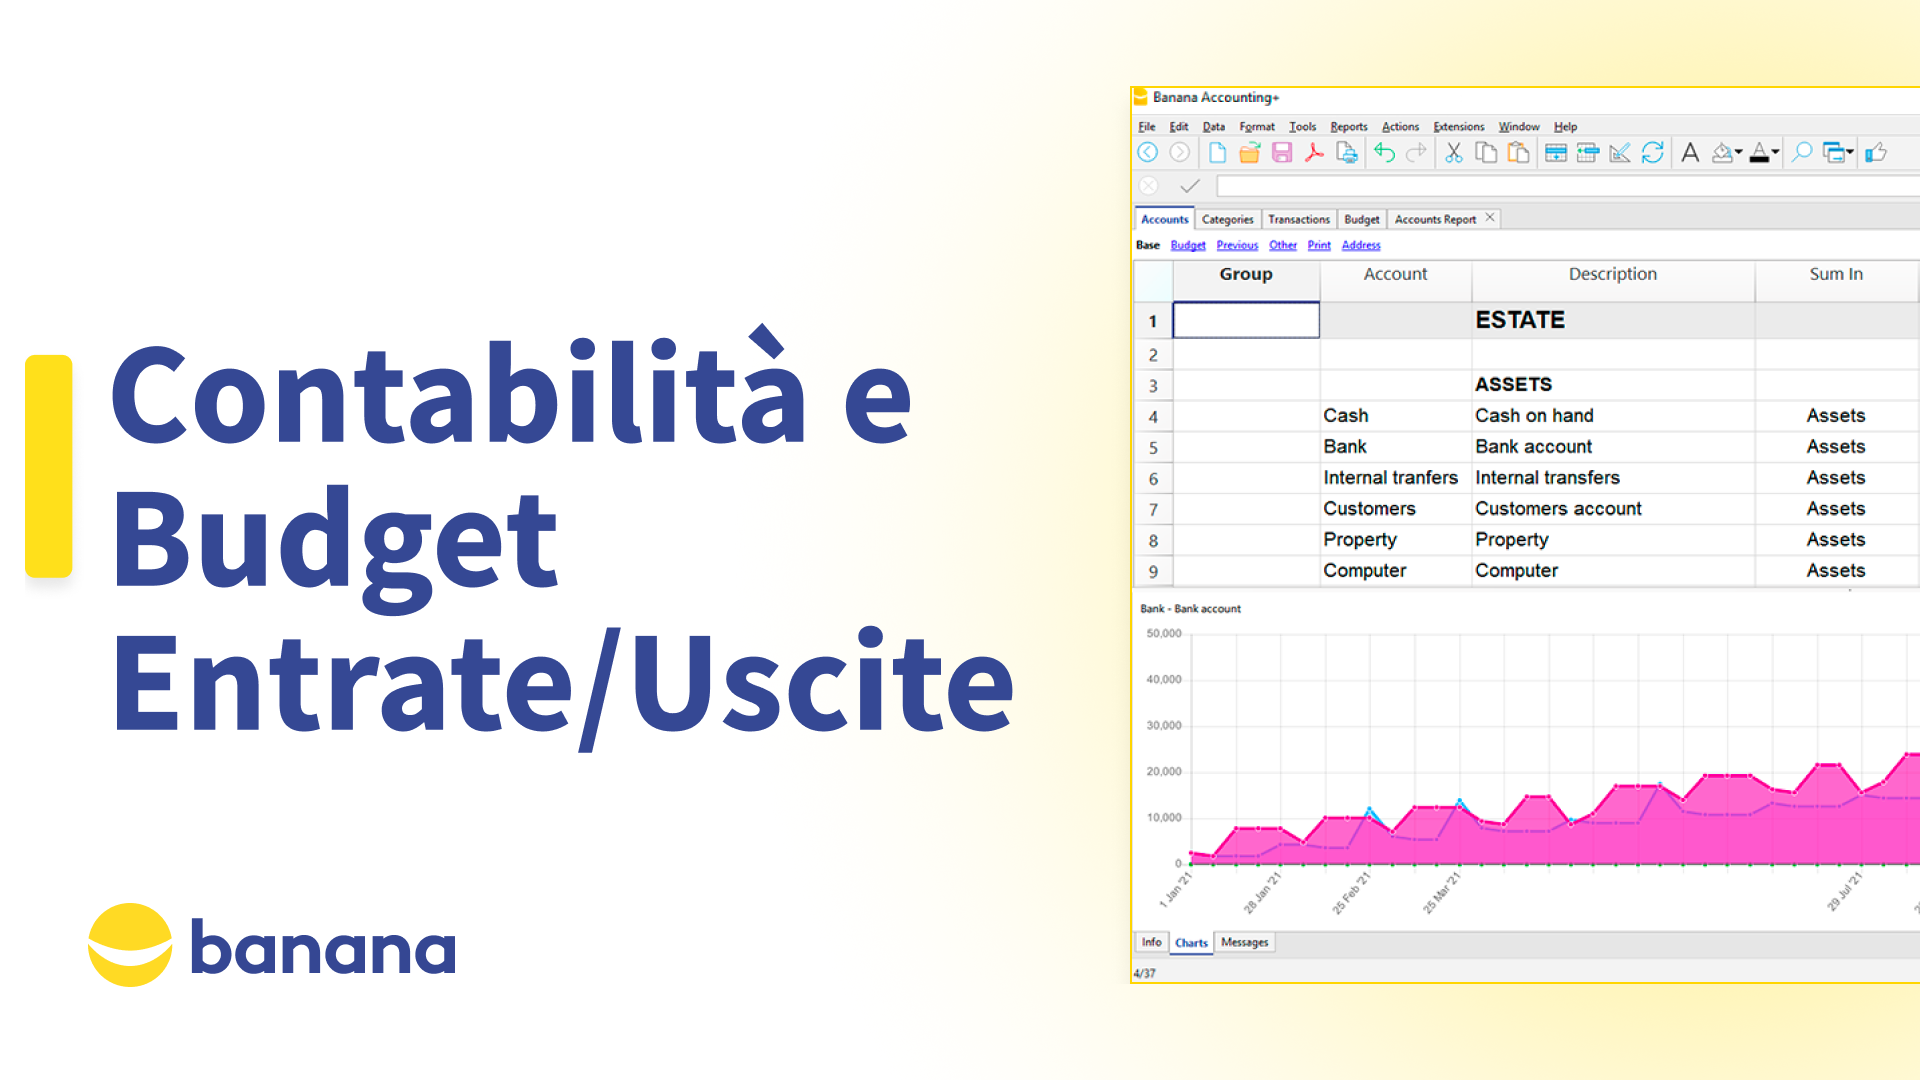 Contabilità e
Budget
Entrate/Uscite
banana
Banana Accounting+
File Edit Data Format Tools Reports Actions Extensions Window Help
Accounts Categories Transactions Budget Accounts Report
Base Budget Previous Other Print Address
Group Account Description Sum In
1 ESTATE
2
3 ASSETS
4 Cash Cash on hand Assets
5 Bank Bank account Assets
6 Internal tranfers Internal transfers Assets
7 Customers Customers account Assets
8 Property Property Assets
9 Computer Computer Assets
Bank - Bank account
50,000
40,000
30,000
20,000
10,000
0
1 Jan '21 28 Jan '21 25 Feb '21 25 Mar '21 29 Jul '21
Info Charts Messages
4/37